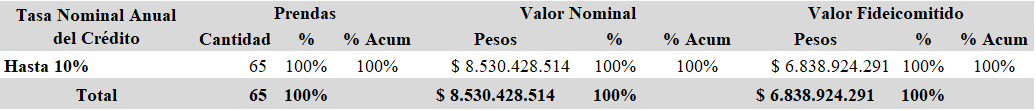 Tasa Nominal Anual Prendas Valor Nominal Valor Fideicomitido
del Crédito Cantidad % % Acum Pesos % % Acum Pesos % % Acum
Hasta 10% 65 100% 100% $ 8.530.428.514 100% 100% $ 6.838.924.291 100% 100%
Total 65 100% $ 8.530.428.514 100% $ 6.838.924.291 100%